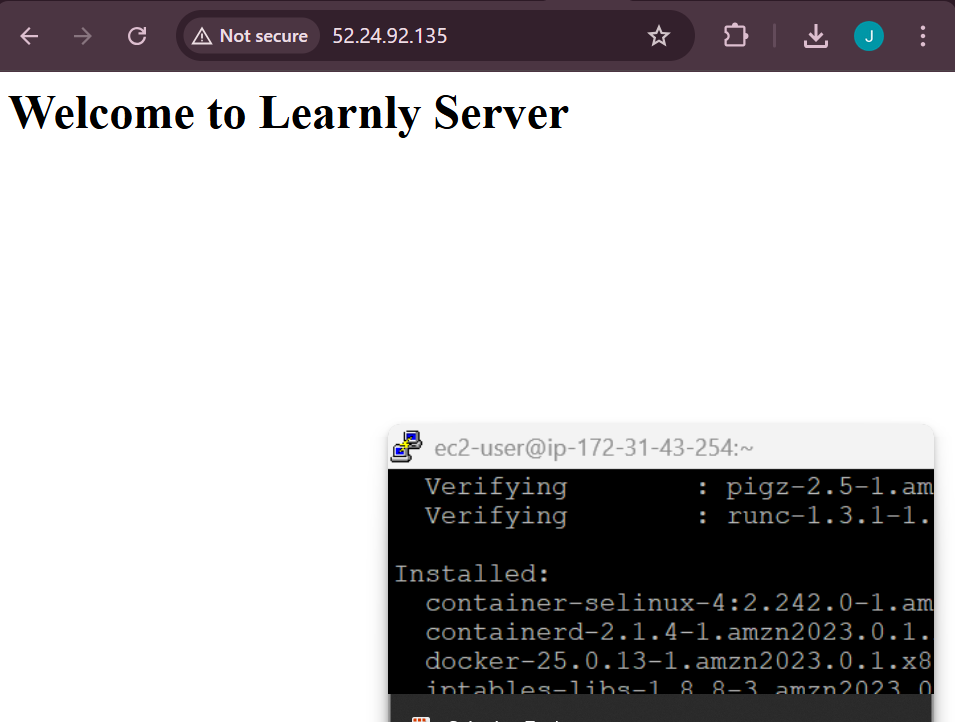 Not secure 52.24.92.135
J
Welcome to Learnly Server
ec2-user@ip-172-31-43-254:~
Verifying : pigz-2.5-1.am
Verifying : runc-1.3.1-1.
Installed:
container-selinux-4:2.242.0-1.am
containerd-2.1.4-1.amzn2023.0.1.
docker-25.0.13-1.amzn2023.0.1.x8
iptables-libs-1.8.8-3.amzn2023.0